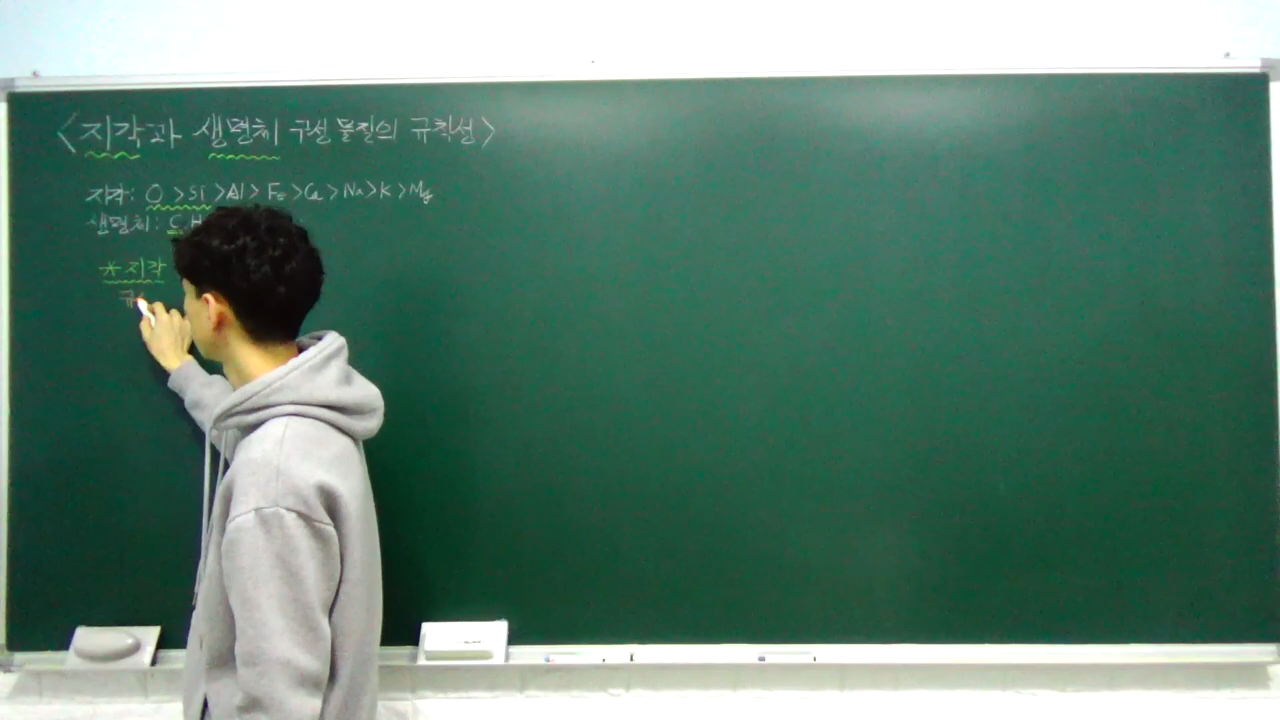 <지각과 생명체 구성 물질의 규칙성>
지각: O > Si > Al > Fe > Ca > Na > K > Mg
생명체: C H
* 지각
규